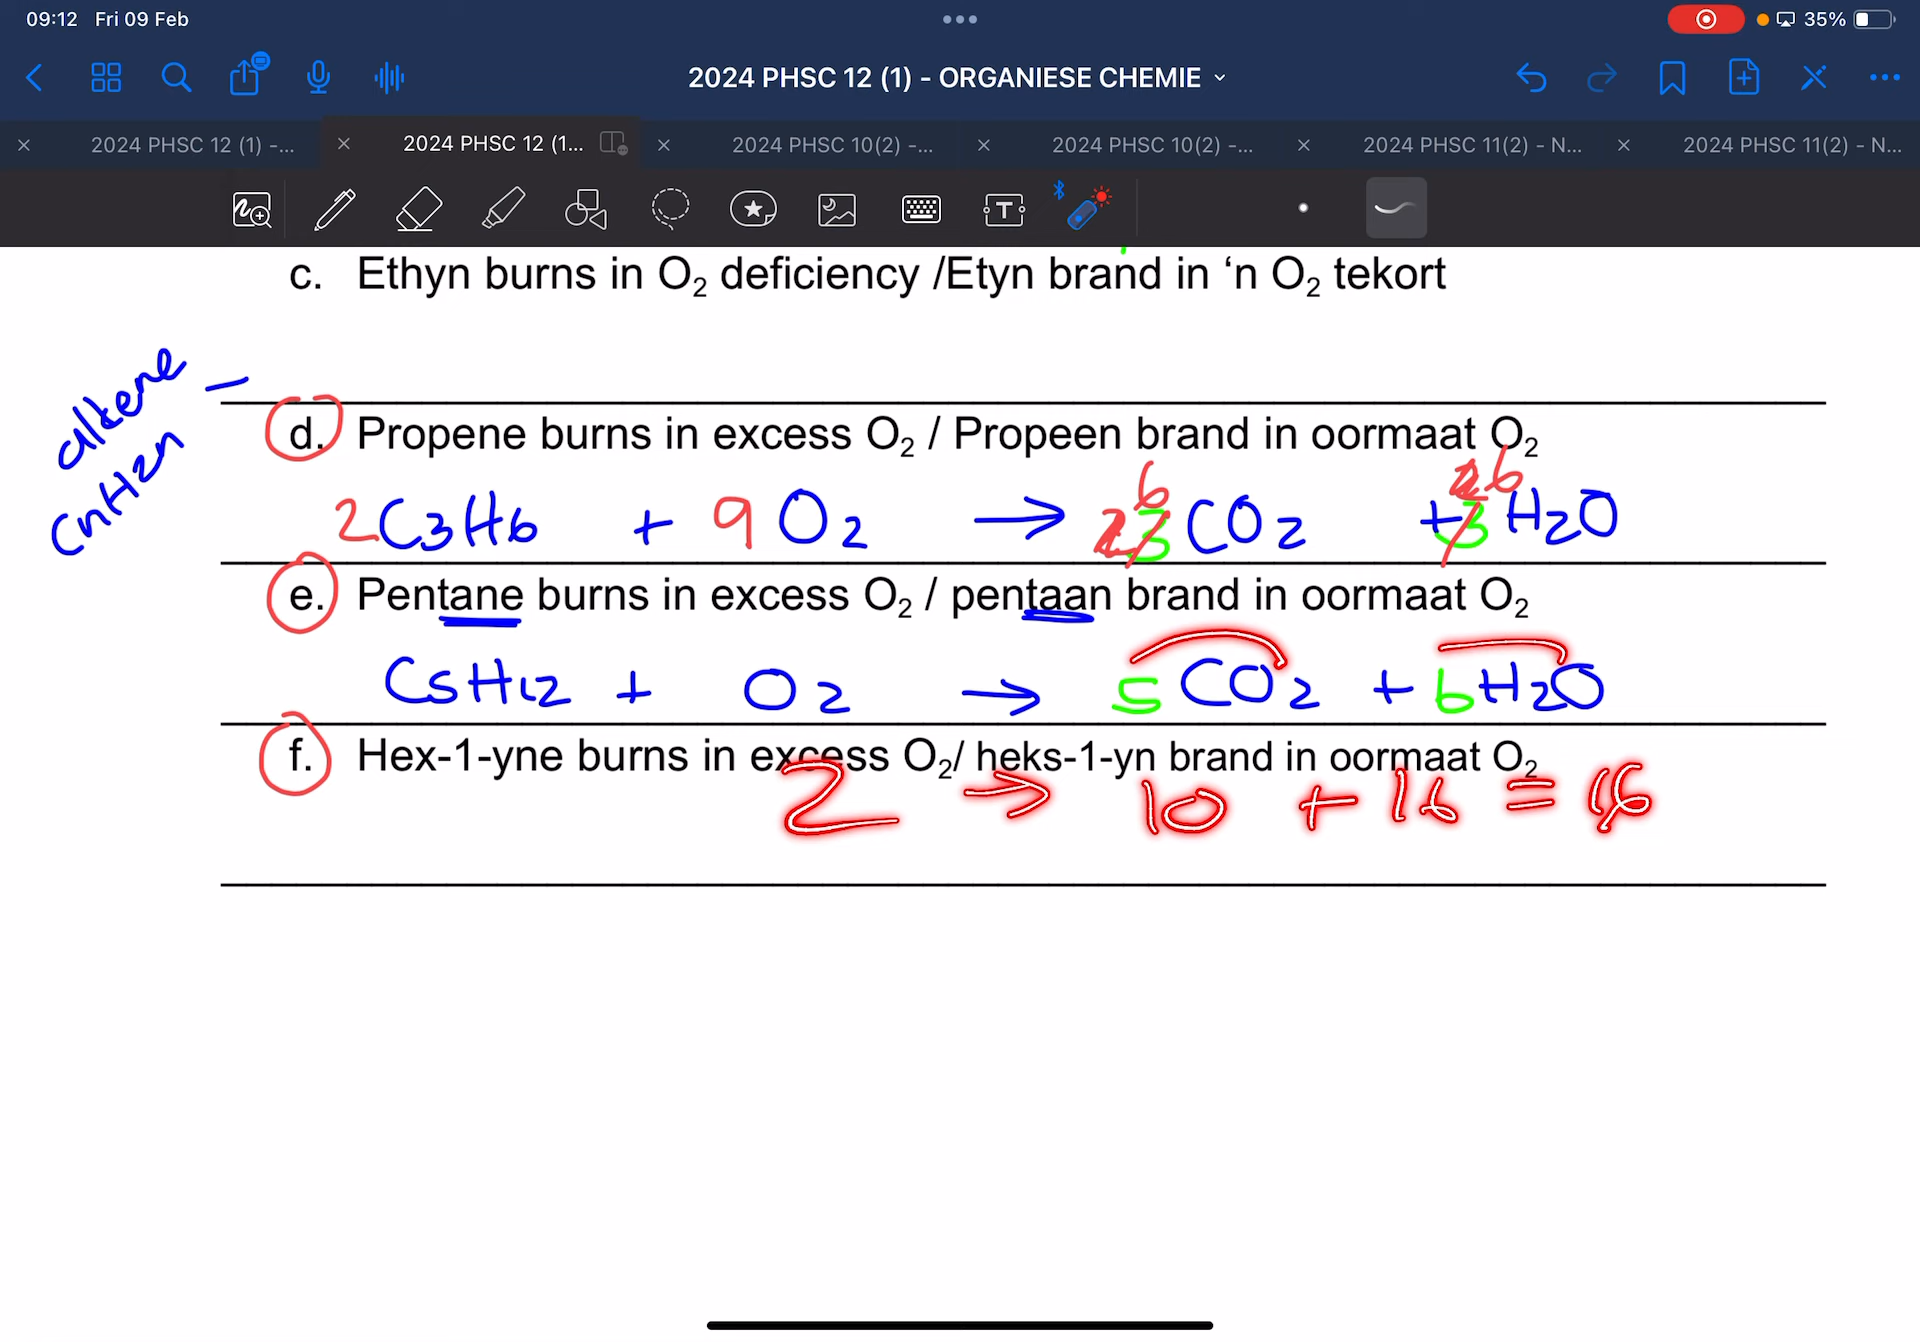 09:12 Fri 09 Feb
35%
2024 PHSC 12 (1) - ORGANIESE CHEMIE
2024 PHSC 12 (1) -... 2024 PHSC 12 (1... 2024 PHSC 10(2) -... 2024 PHSC 10(2) -... 2024 PHSC 11(2) - N... 2024 PHSC 11(2) - N...
c. Ethyn burns in O₂ deficiency /Etyn brand in ‘n O₂ tekort
alkene –
CnH2n
d. Propene burns in excess O₂ / Propeen brand in oormaat O₂
2C3H6 + 9O2 → 6CO2 + 6H2O
e. Pentane burns in excess O₂ / pentaan brand in oormaat O₂
C5H12 + O2 → 5CO2 + 6H2O
f. Hex-1-yne burns in excess O₂/ heks-1-yn brand in oormaat O₂
2 → 10 + 16 = 16